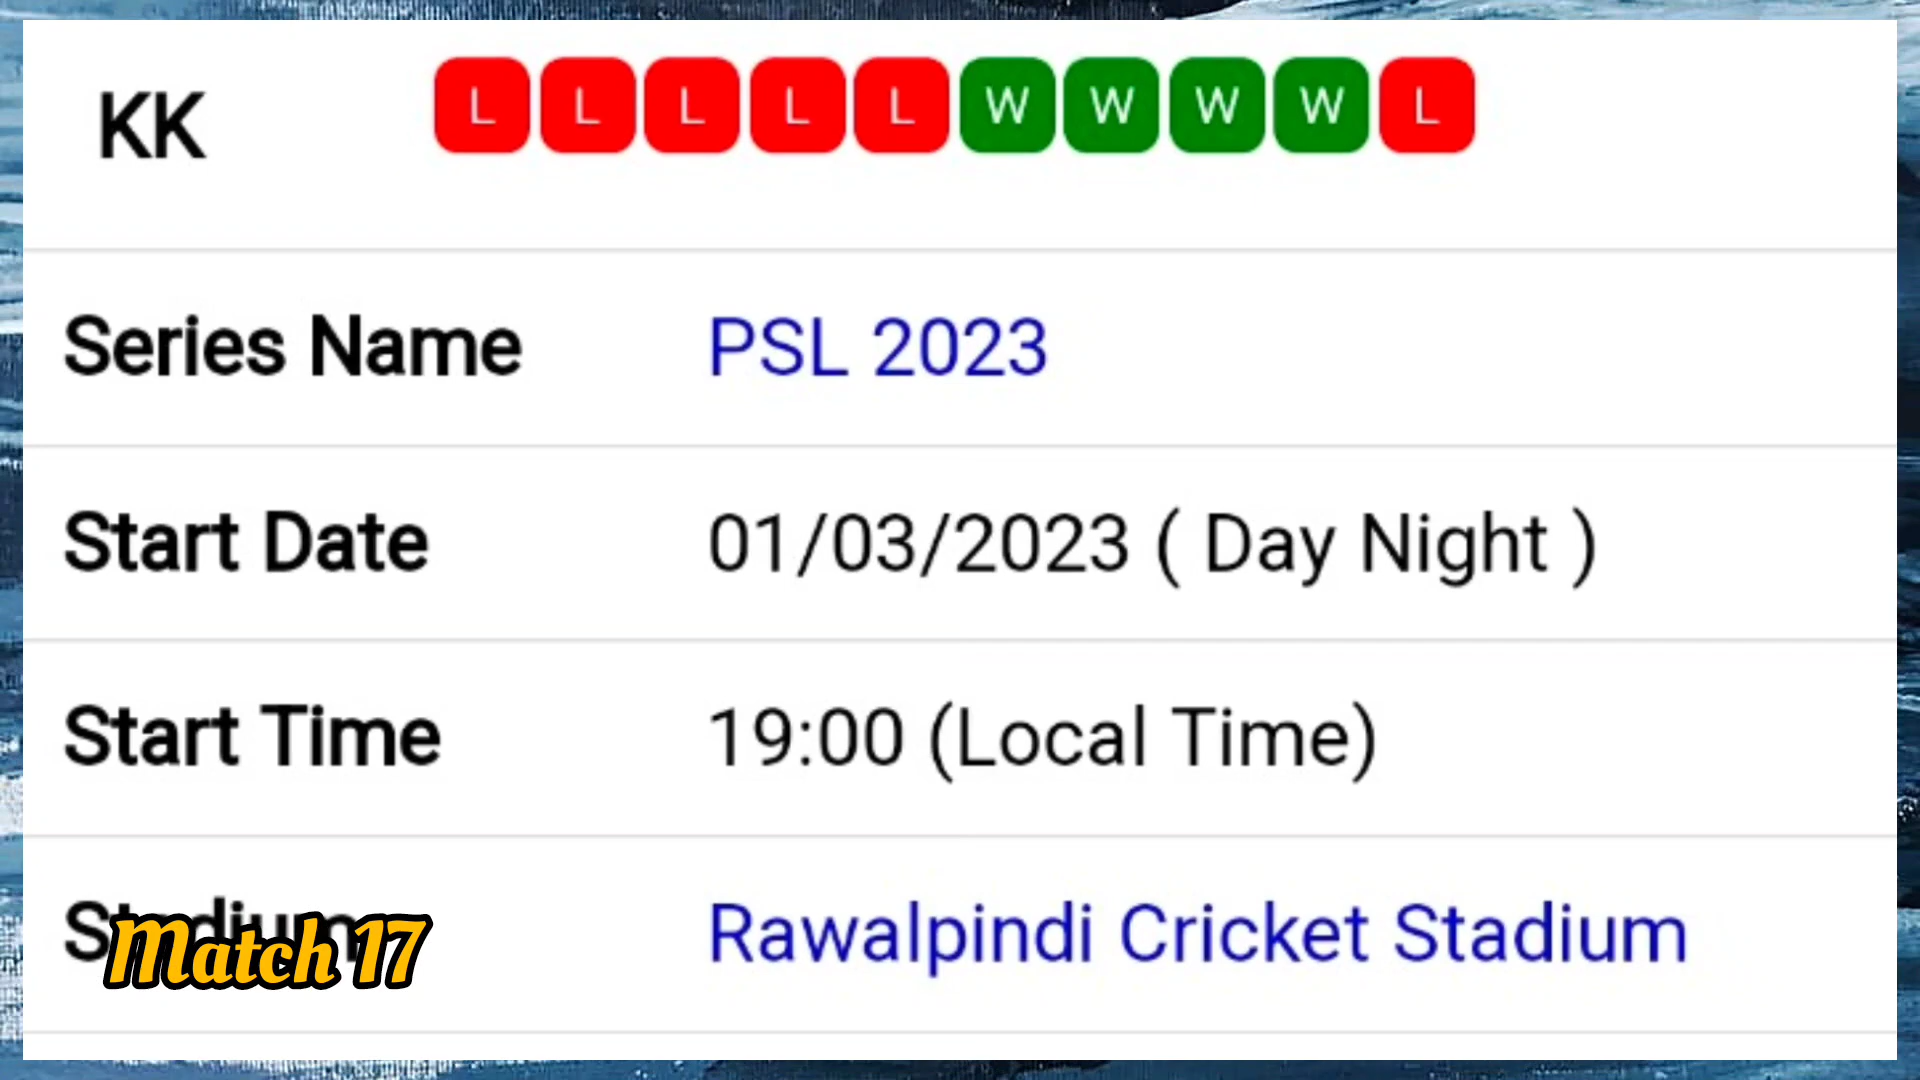 KK L L L L L W W W W L
Series Name PSL 2023
Start Date 01/03/2023 ( Day Night )
Start Time 19:00 (Local Time)
Stadium Rawalpindi Cricket Stadium
Match 17